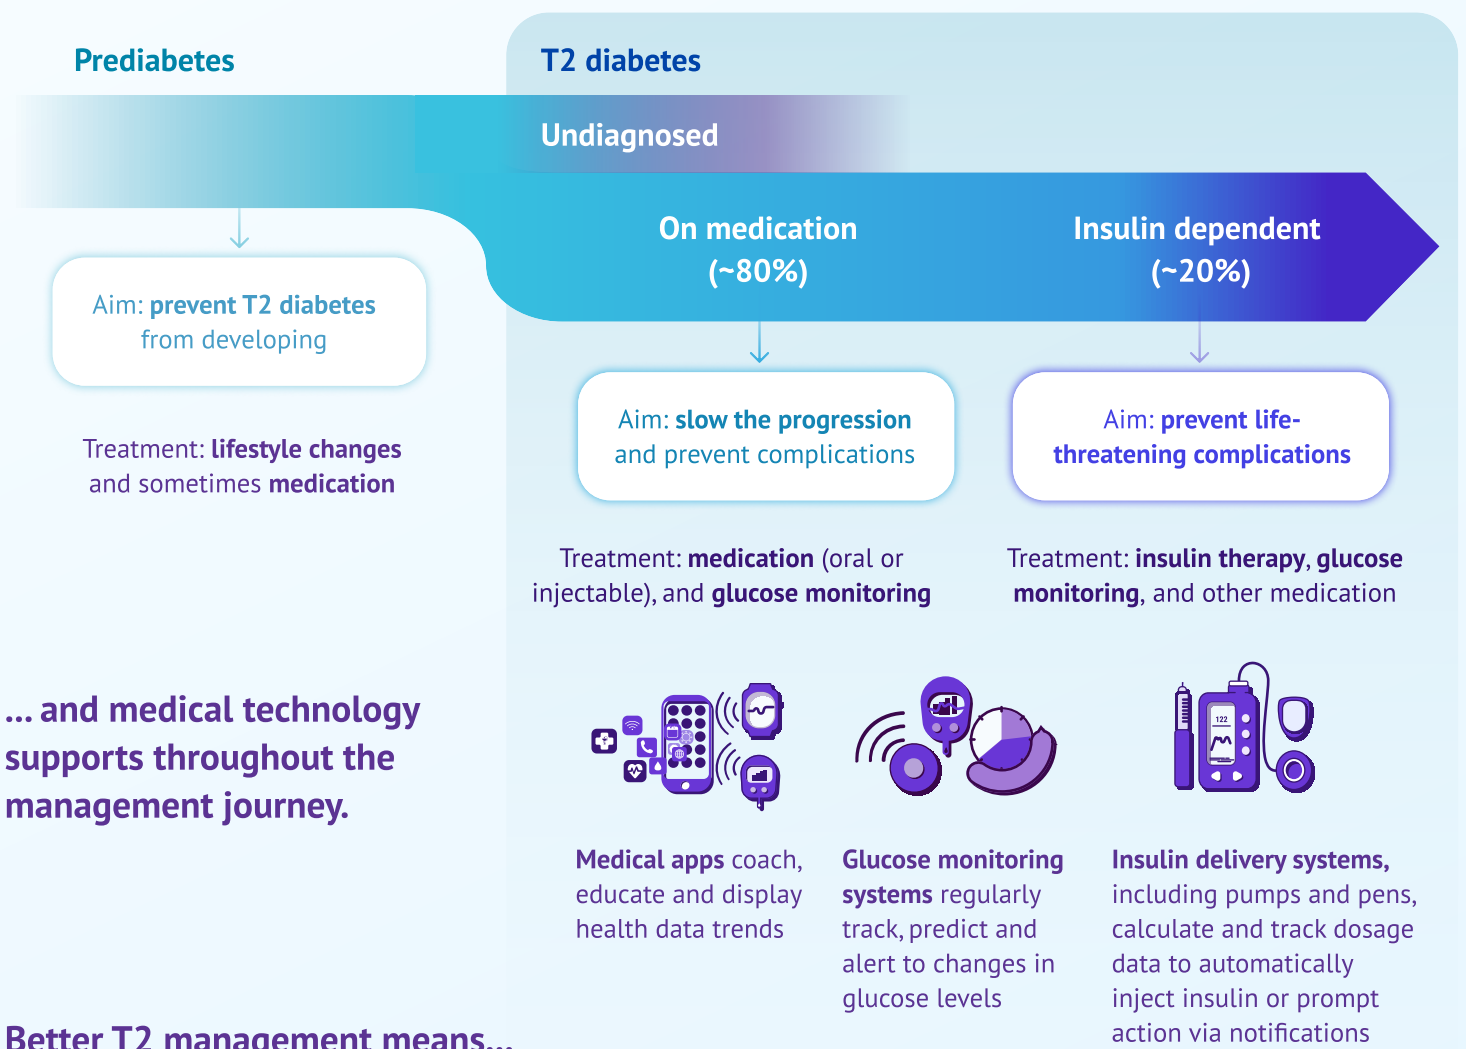 Prediabetes
T2 diabetes
Undiagnosed
On medication
(~80%)
Insulin dependent
(~20%)
Aim: prevent T2 diabetes
from developing
Treatment: lifestyle changes
and sometimes medication
Aim: slow the progression
and prevent complications
Treatment: medication (oral or
injectable), and glucose monitoring
Aim: prevent life-
threatening complications
Treatment: insulin therapy, glucose
monitoring, and other medication
... and medical technology
supports throughout the
management journey.
122
Medical apps coach,
educate and display
health data trends
Glucose monitoring
systems regularly
track, predict and
alert to changes in
glucose levels
Insulin delivery systems,
including pumps and pens,
calculate and track dosage
data to automatically
inject insulin or prompt
action via notifications
Better T2 management means...